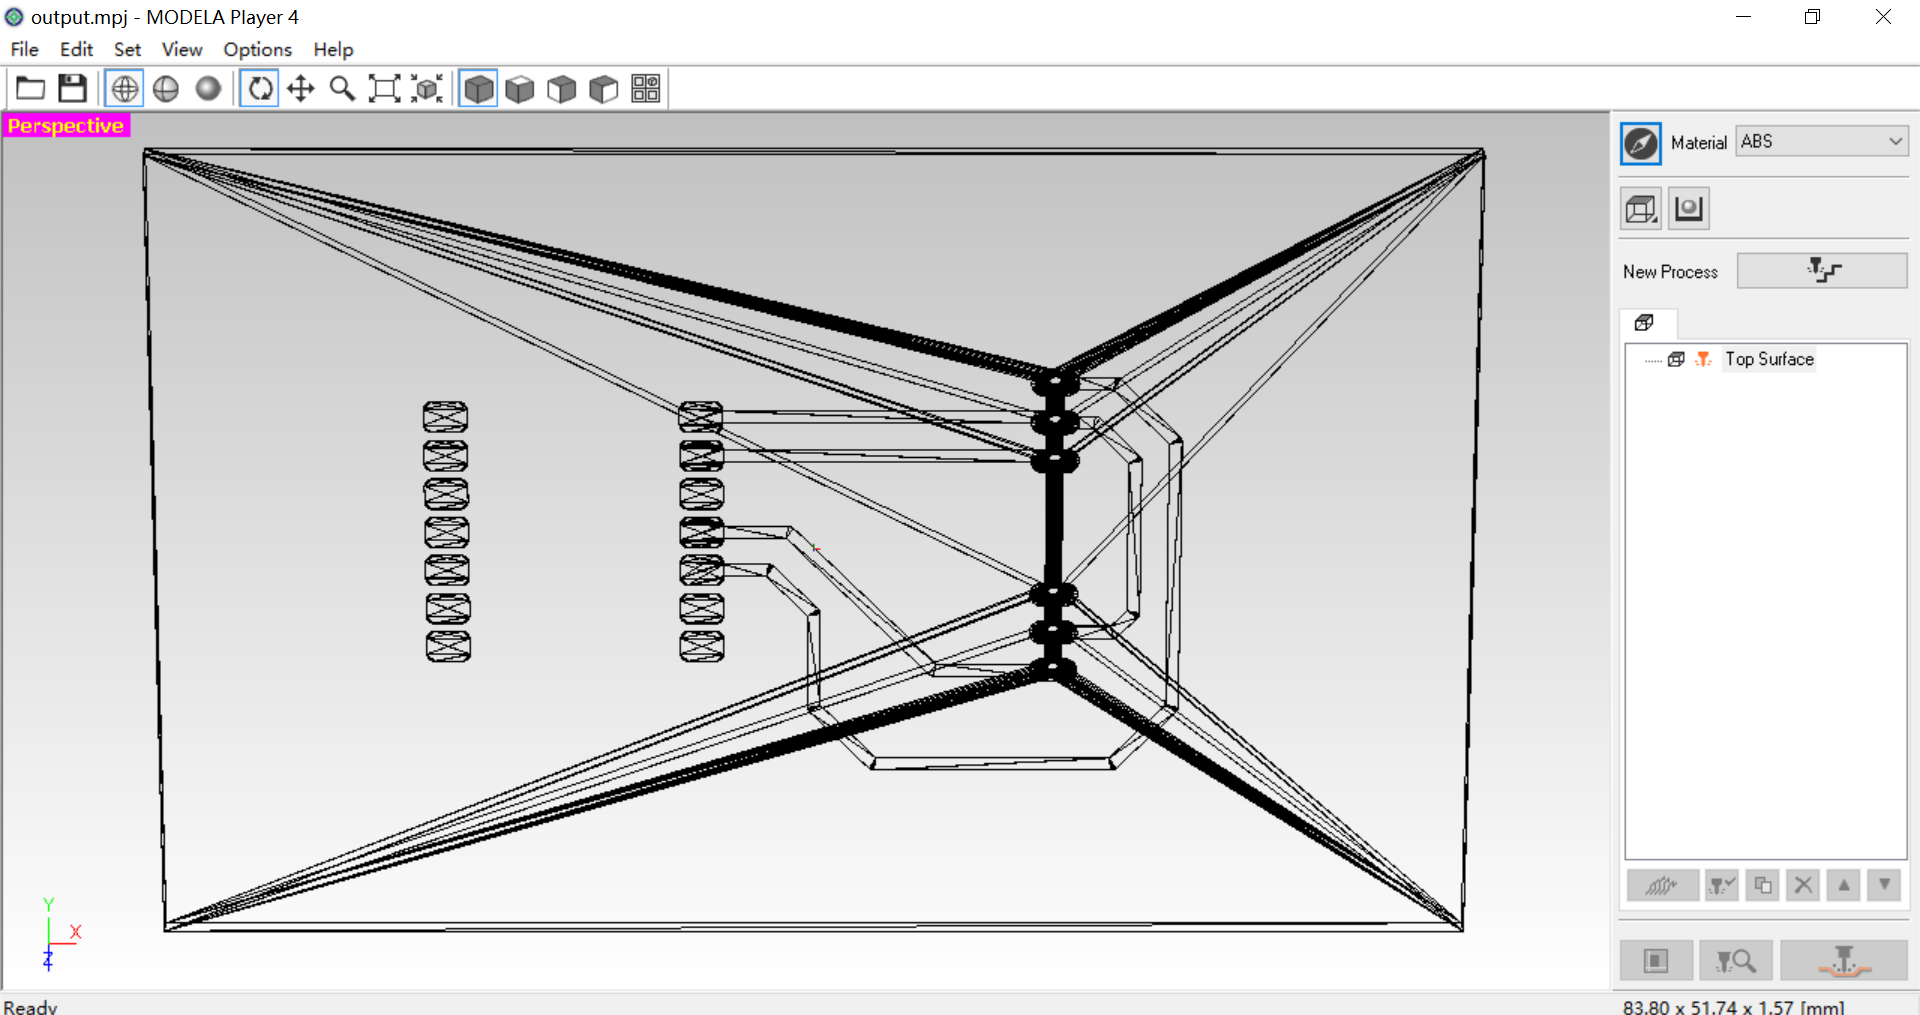 output.mpj - MODELA Player 4
File Edit Set View Options Help
Perspective
Material ABS
New Process
Top Surface
Y
X
Z
Ready
83.80 x 51.74 x 1.57 [mm]